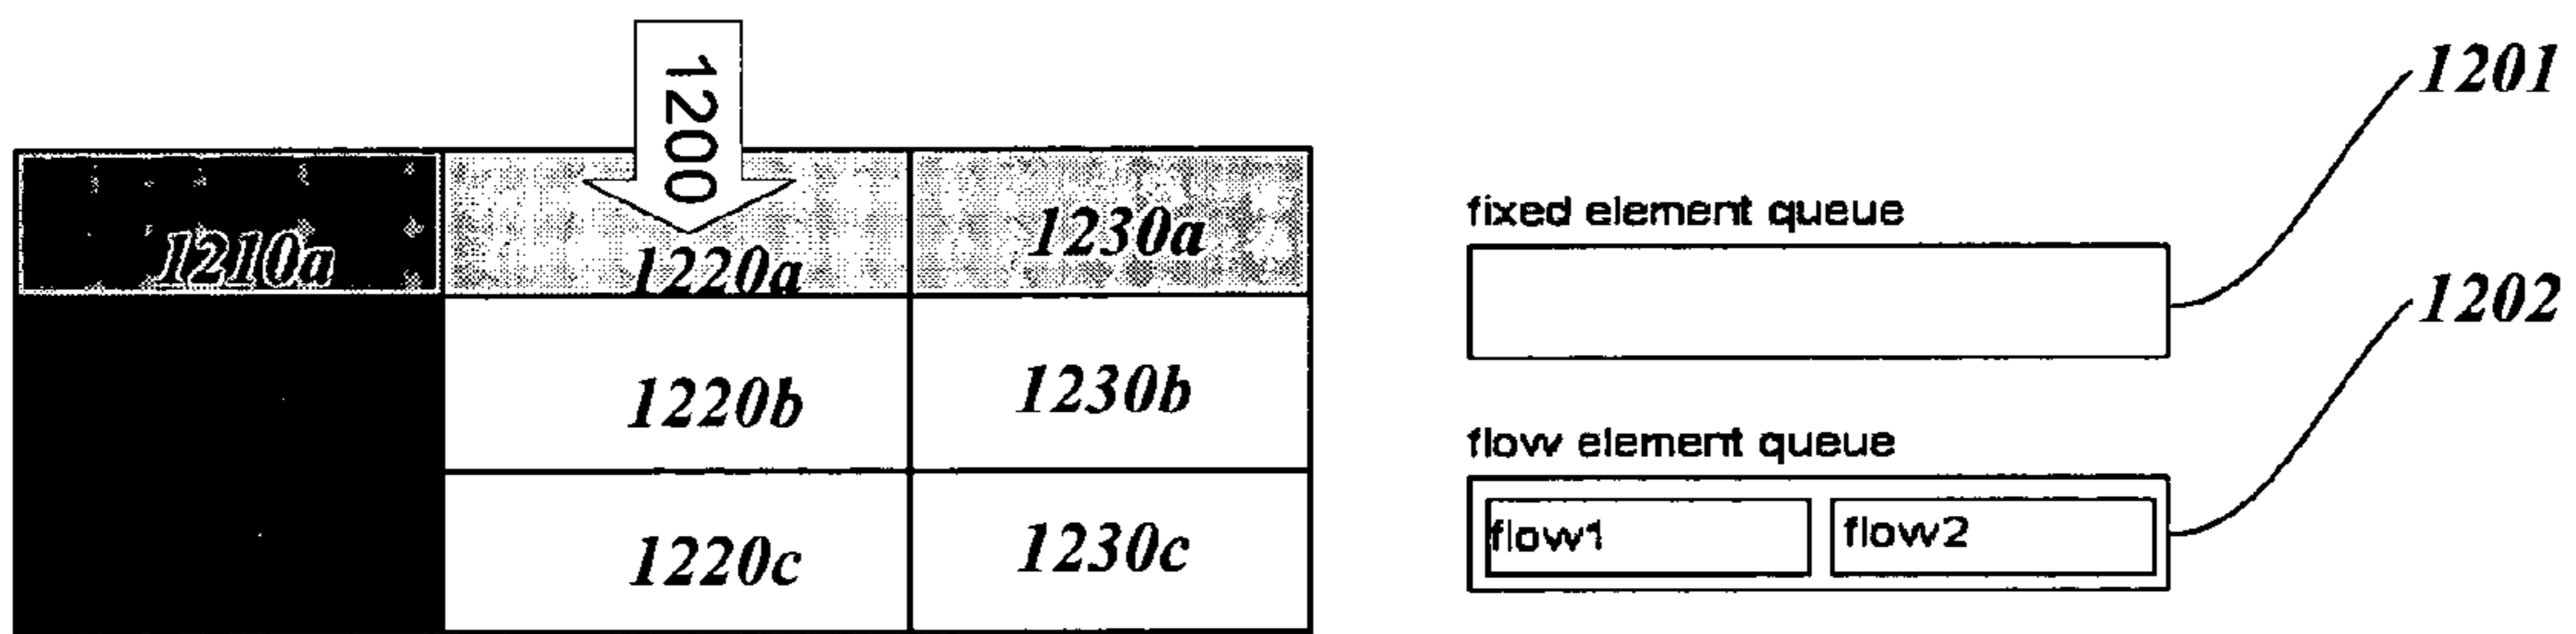 1200
1210a
1220a
1230a
1220b
1230b
1220c
1230c
1201
fixed element queue
1202
flow element queue
flow1
flow2